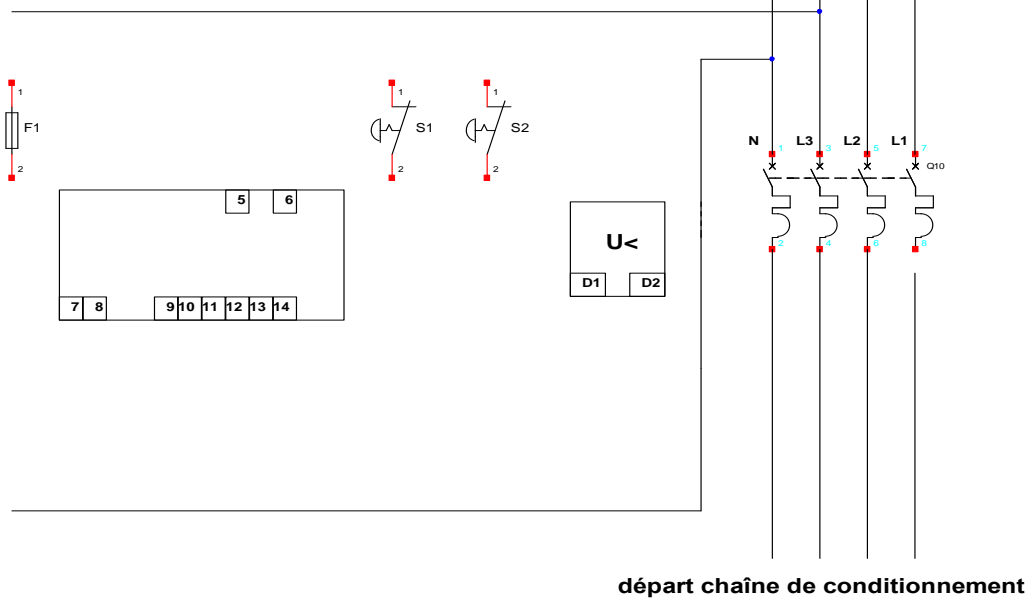 1
F1
2
1
S1
2
1
S2
2
5 6
7 8 9 10 11 12 13 14
U<
D1 D2
N L3 L2 L1
1 3 5 7
Q10
2 4 6 8
départ chaîne de conditionnement